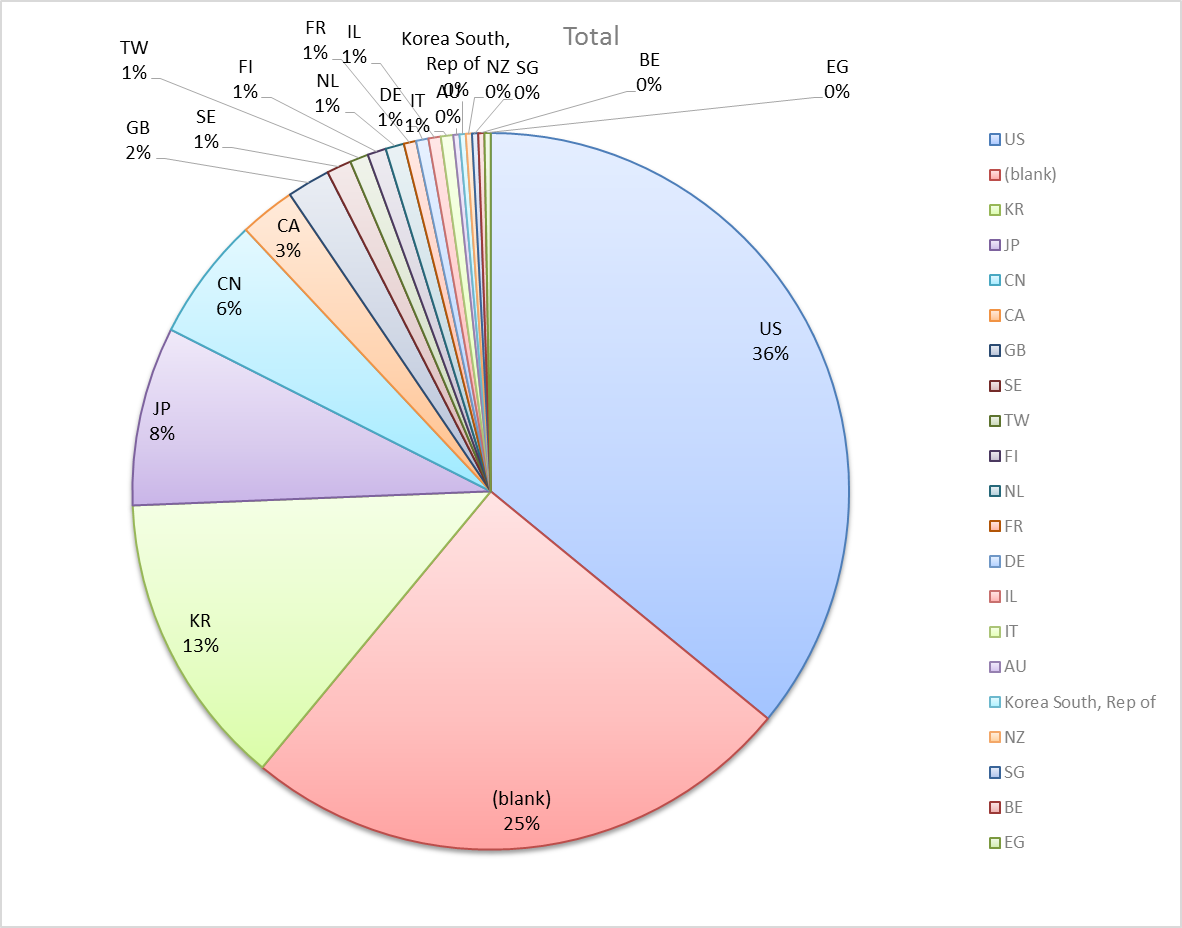 Total
FR
1%
IL
1%
Korea South,
Rep of
0%
NZ
0%
SG
0%
BE
0%
EG
0%
TW
1%
FI
1%
NL
1%
DE
1%
IT
1%
AU
0%
GB
2%
SE
1%
CA
3%
CN
6%
JP
8%
KR
13%
(blank)
25%
US
36%
US
(blank)
KR
JP
CN
CA
GB
SE
TW
FI
NL
FR
DE
IL
IT
AU
Korea South, Rep of
NZ
SG
BE
EG